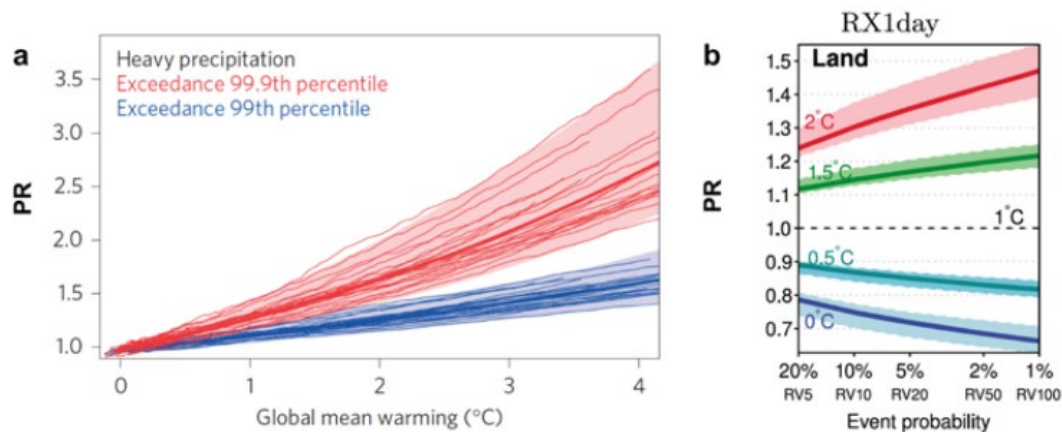 a
Heavy precipitation
Exceedance 99.9th percentile
Exceedance 99th percentile
PR
3.5
3.0
2.5
2.0
1.5
1.0
0 1 2 3 4
Global mean warming (°C)
RX1day
b
Land
PR
1.5
1.4
1.3
1.2
1.1
1.0
0.9
0.8
0.7
2°C
1.5°C
1°C
0.5°C
0°C
20% 10% 5% 2% 1%
RV5 RV10 RV20 RV50 RV100
Event probability